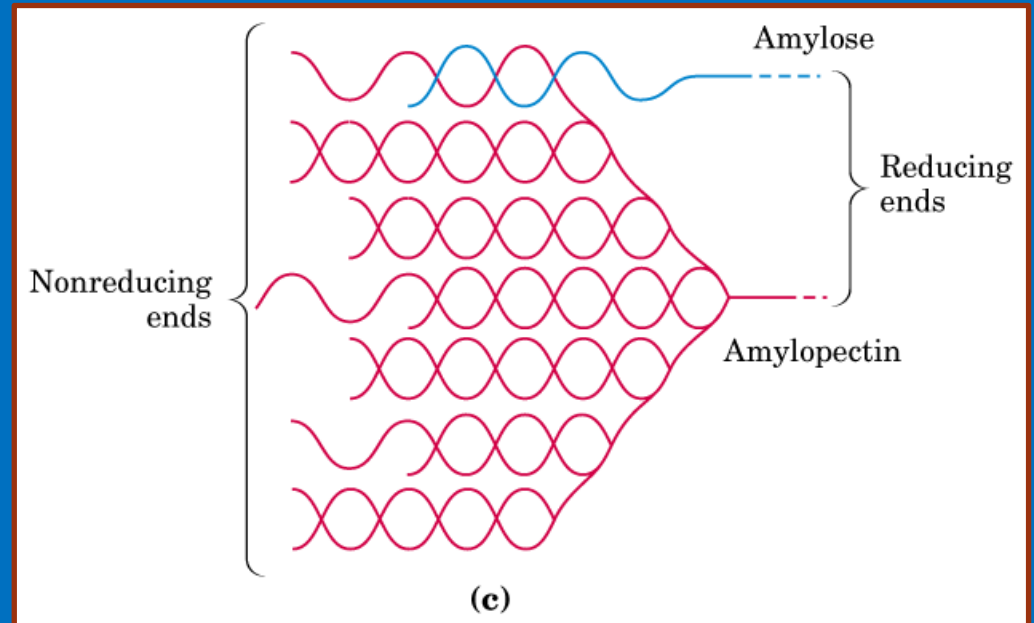 Amylose
Reducing
ends
Nonreducing
ends
Amylopectin
(c)